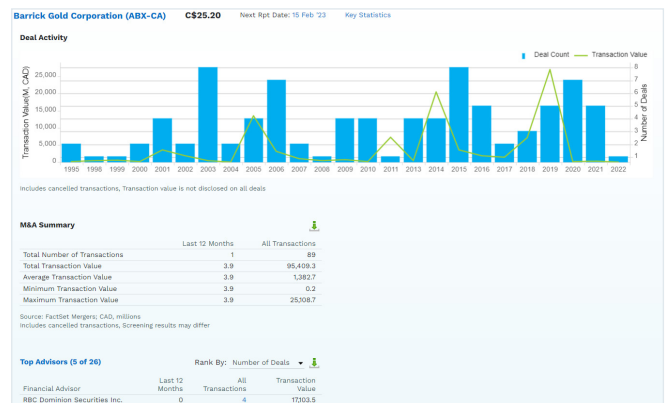 Barrick Gold Corporation (ABX-CA) C$25.20 Next Rpt Date: 15 Feb '23 Key Statistics
Deal Activity
Deal Count Transaction Value
Transaction Value(M, CAD)
25,000
20,000
15,000
10,000
5,000
0
8
7
6
5
4
3
2
1
Number of Deals
1995 1998 1999 2000 2001 2002 2003 2004 2005 2006 2007 2008 2009 2010 2011 2012 2013 2014 2015 2016 2017 2018 2019 2020 2021 2022
Includes cancelled transactions, Transaction value is not disclosed on all deals
M&A Summary
Last 12 Months All Transactions
Total Number of Transactions 1 89
Total Transaction Value 3.9 95,409.3
Average Transaction Value 3.9 1,382.7
Minimum Transaction Value 3.9 0.2
Maximum Transaction Value 3.9 25,108.7
Source: FactSet Mergers; CAD, millions
Includes cancelled transactions, Screening results may differ
Top Advisors (5 of 26) Rank By: Number of Deals
Financial Advisor Last 12 Months All Transactions Transaction Value
RBC Dominion Securities Inc. 0 4 17,103.5